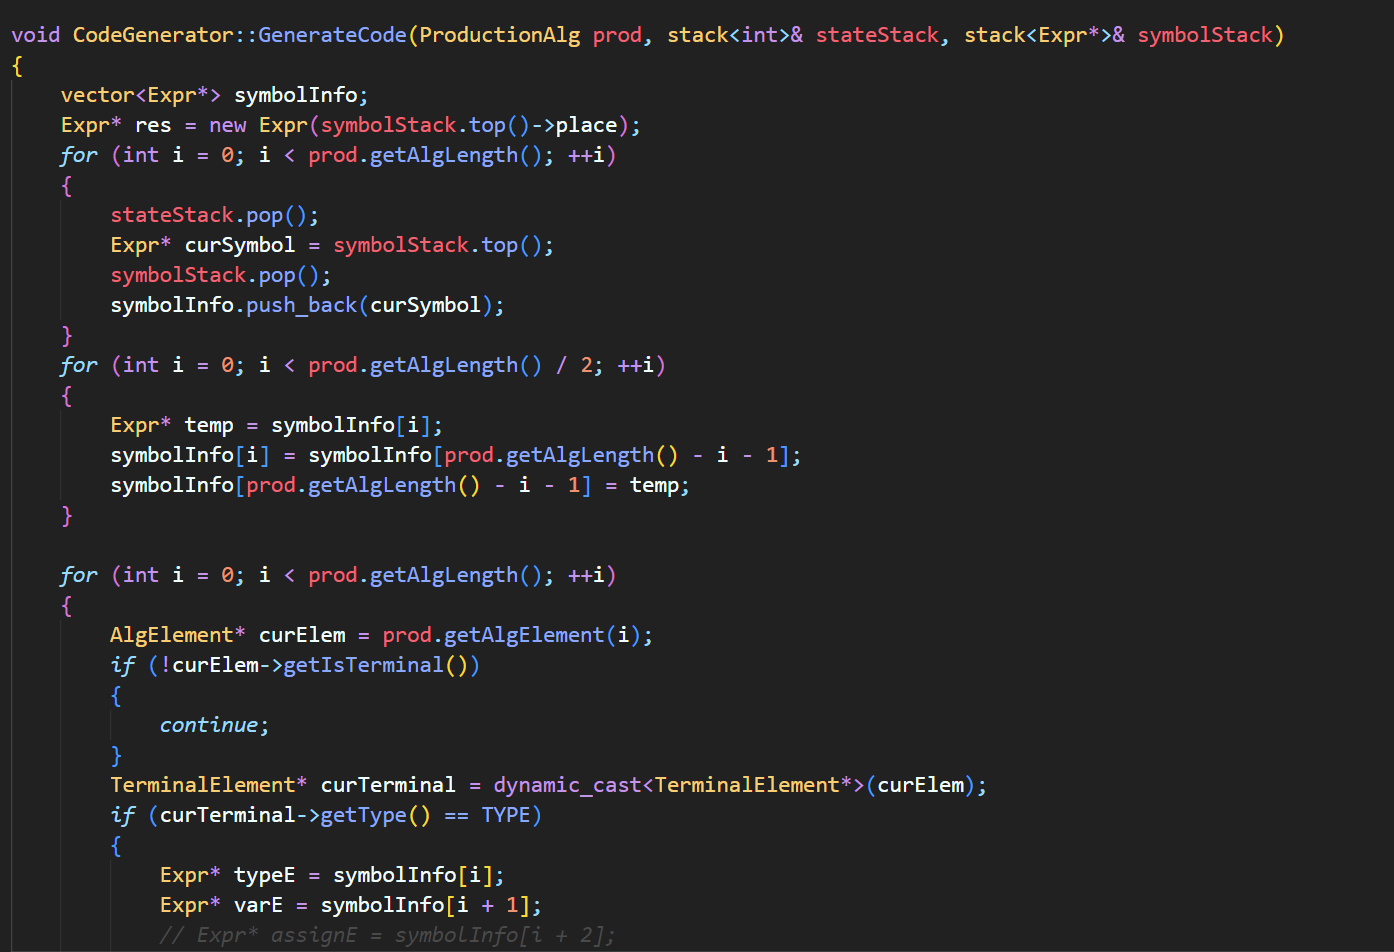 void CodeGenerator::GenerateCode(ProductionAlg prod, stack<int>& stateStack, stack<Expr*>& symbolStack)
{
    vector<Expr*> symbolInfo;
    Expr* res = new Expr(symbolStack.top()->place);
    for (int i = 0; i < prod.getAlgLength(); ++i)
    {
        stateStack.pop();
        Expr* curSymbol = symbolStack.top();
        symbolStack.pop();
        symbolInfo.push_back(curSymbol);
    }
    for (int i = 0; i < prod.getAlgLength() / 2; ++i)
    {
        Expr* temp = symbolInfo[i];
        symbolInfo[i] = symbolInfo[prod.getAlgLength() - i - 1];
        symbolInfo[prod.getAlgLength() - i - 1] = temp;
    }

    for (int i = 0; i < prod.getAlgLength(); ++i)
    {
        AlgElement* curElem = prod.getAlgElement(i);
        if (!curElem->getIsTerminal())
        {
            continue;
        }
        TerminalElement* curTerminal = dynamic_cast<TerminalElement*>(curElem);
        if (curTerminal->getType() == TYPE)
        {
            Expr* typeE = symbolInfo[i];
            Expr* varE = symbolInfo[i + 1];
            // Expr* assignE = symbolInfo[i + 2];